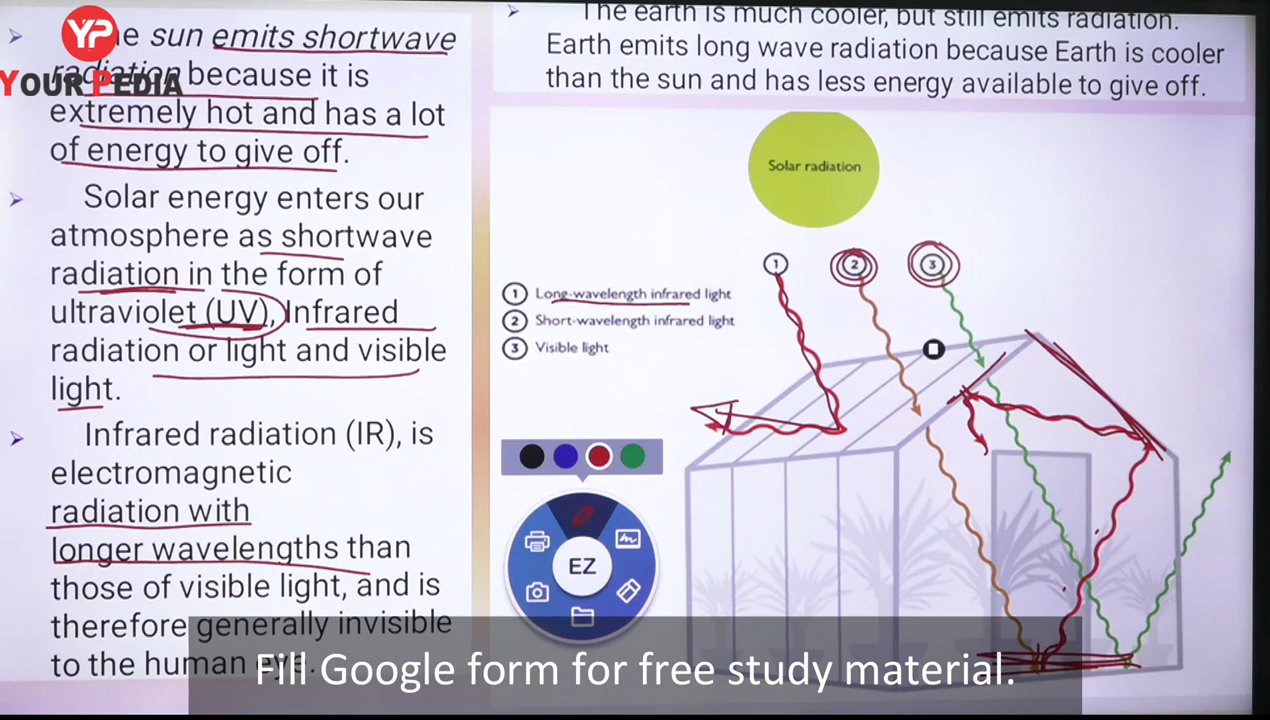 YP
YOUR PEDIA
sun emits shortwave
radiation because it is
extremely hot and has a lot
of energy to give off.
Solar energy enters our
atmosphere as shortwave
radiation in the form of
ultraviolet (UV), Infrared
radiation or light and visible
light.
Infrared radiation (IR), is
electromagnetic
radiation with
longer wavelengths than
those of visible light, and is
therefore generally invisible
to the human eye.
The earth is much cooler, but still emits radiation.
Earth emits long wave radiation because Earth is cooler
than the sun and has less energy available to give off.
Solar radiation
1
2
3
1 Long-wavelength infrared light
2 Short-wavelength infrared light
3 Visible light
EZ
Fill Google form for free study material.